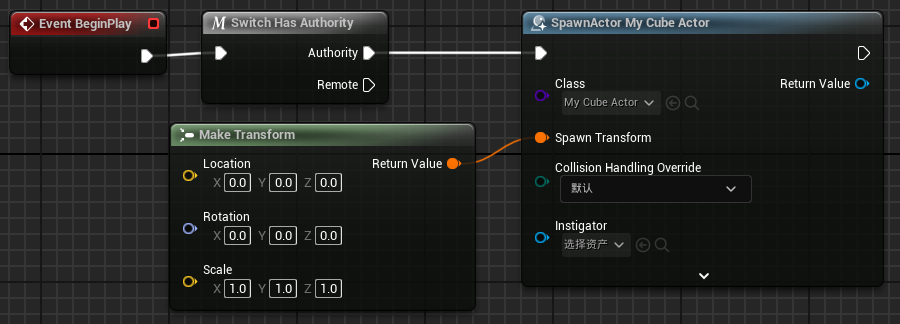 Event BeginPlay
Switch Has Authority
Authority
Remote
SpawnActor My Cube Actor
Class
My Cube Actor
Return Value
Spawn Transform
Collision Handling Override
默认
Instigator
选择资产
Make Transform
Location
X 0.0 Y 0.0 Z 0.0
Return Value
Rotation
X 0.0 Y 0.0 Z 0.0
Scale
X 1.0 Y 1.0 Z 1.0